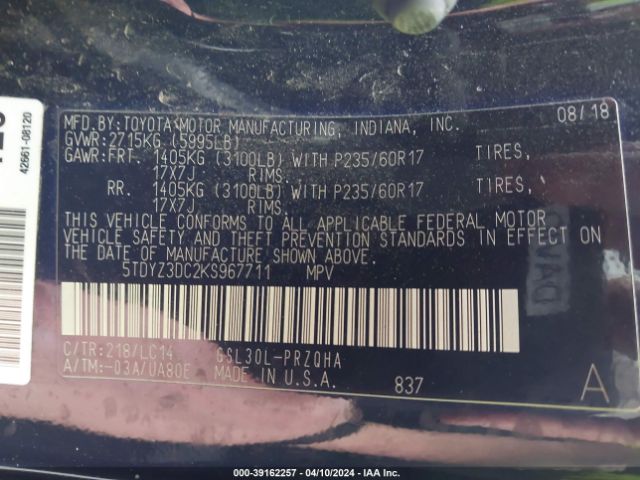 MFD. BY: TOYOTA MOTOR MANUFACTURING, INDIANA, INC. 08/18
GVWR: 2715KG (5995LB)
GAWR: FRT. 1405KG (3100LB) WITH P235/60R17 TIRES,
17X7J RIMS.
RR. 1405KG (3100LB) WITH P235/60R17 TIRES,
17X7J RIMS.
THIS VEHICLE CONFORMS TO ALL APPLICABLE FEDERAL MOTOR
VEHICLE SAFETY AND THEFT PREVENTION STANDARDS IN EFFECT ON
THE DATE OF MANUFACTURE SHOWN ABOVE.
5TDYZ3DC2KS967711 MPV
C/TR: 218/LC14 GSL30L-PRZQHA
A/TM: -03A/UA80E MADE IN U.S.A. 837 A
42661-08120
000-39162257 - 04/10/2024 - IAA Inc.